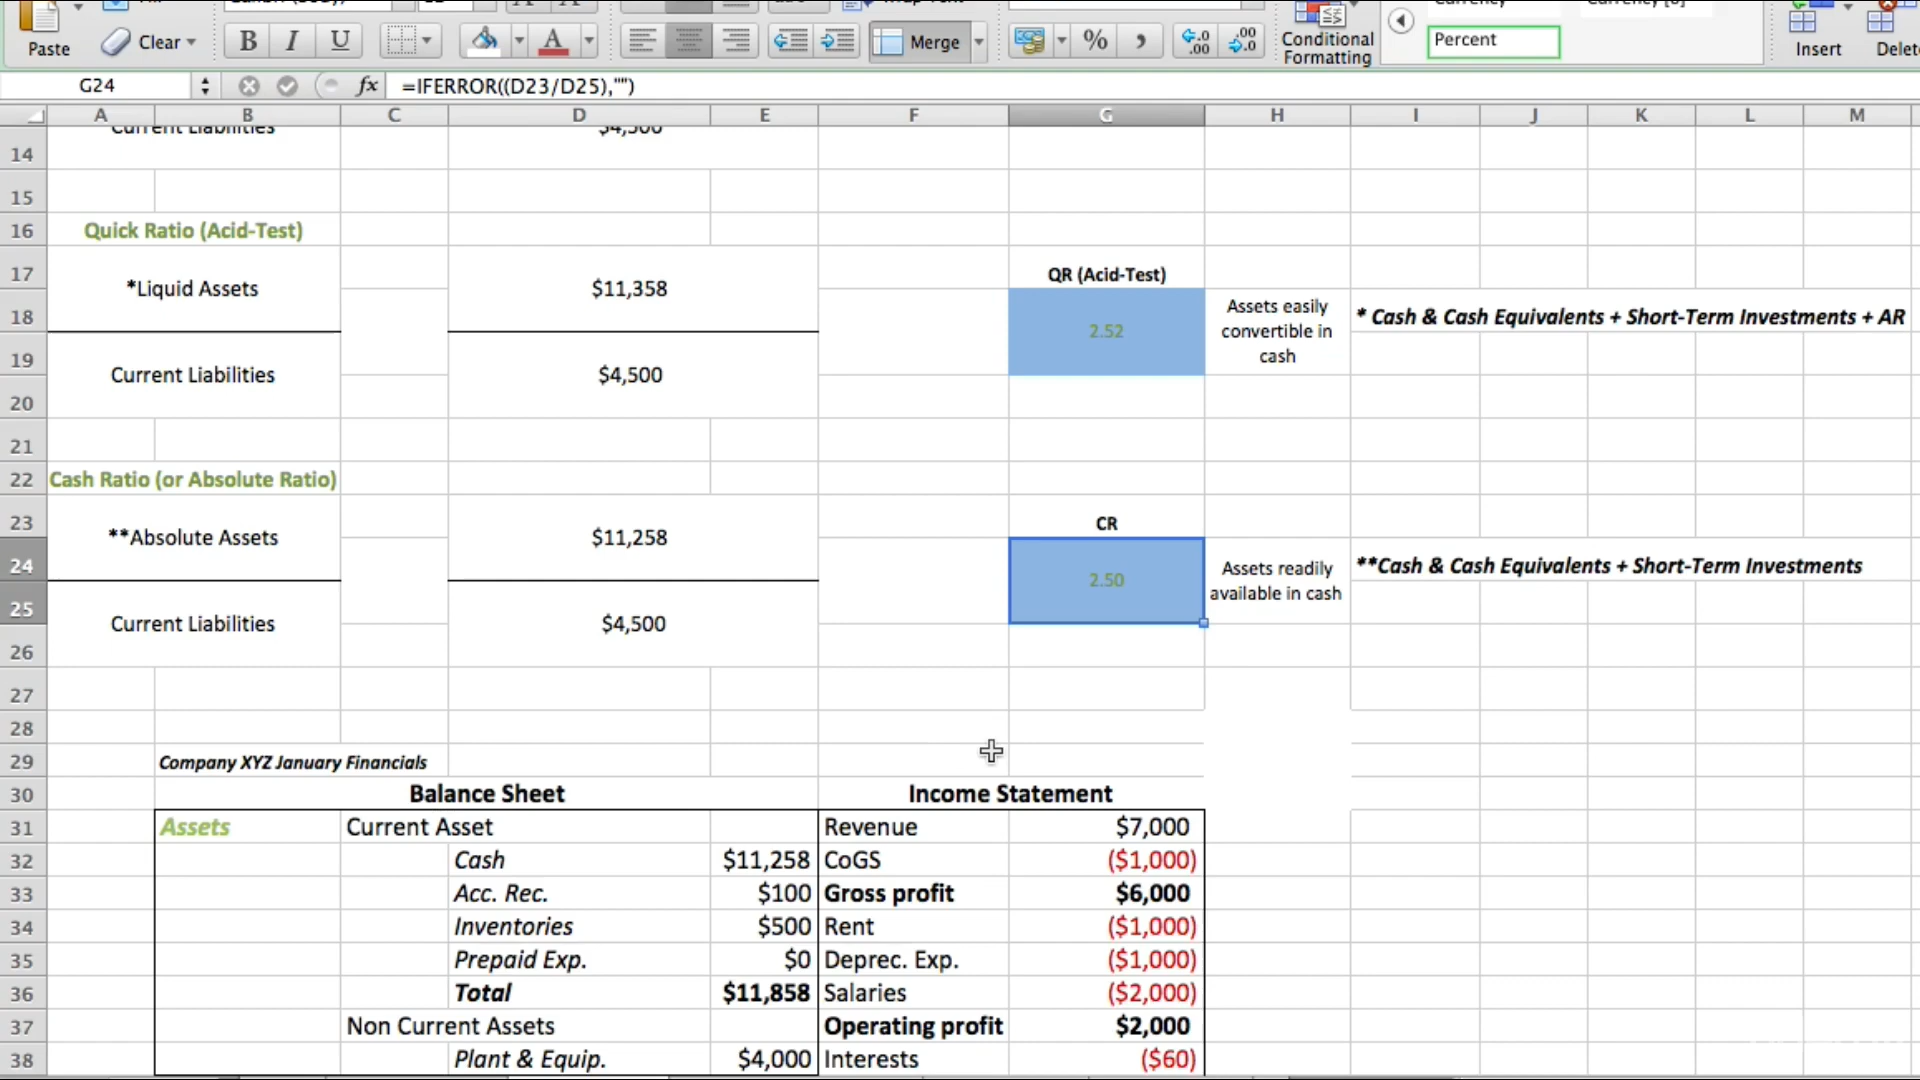 Currency
Currency [0]
Paste
Clear
B I U
Merge
%
Conditional
Formatting
Percent
Insert
G24
fx
=IFERROR((D23/D25),"")
A B C D E F G H I J K L M
Current Liabilities $4,500
14
15
16 Quick Ratio (Acid-Test)
17 QR (Acid-Test)
*Liquid Assets $11,358
18 2.52 Assets easily convertible in cash * Cash & Cash Equivalents + Short-Term Investments + AR
19
Current Liabilities $4,500
20
21
22 Cash Ratio (or Absolute Ratio)
23 CR
**Absolute Assets $11,258
24 2.50 Assets readily available in cash **Cash & Cash Equivalents + Short-Term Investments
25
Current Liabilities $4,500
26
27
28
29 Company XYZ January Financials
30 Balance Sheet Income Statement
31 Assets Current Asset Revenue $7,000
32 Cash $11,258 CoGS ($1,000)
33 Acc. Rec. $100 Gross profit $6,000
34 Inventories $500 Rent ($1,000)
35 Prepaid Exp. $0 Deprec. Exp. ($1,000)
36 Total $11,858 Salaries ($2,000)
37 Non Current Assets Operating profit $2,000
38 Plant & Equip. $4,000 Interests ($60)